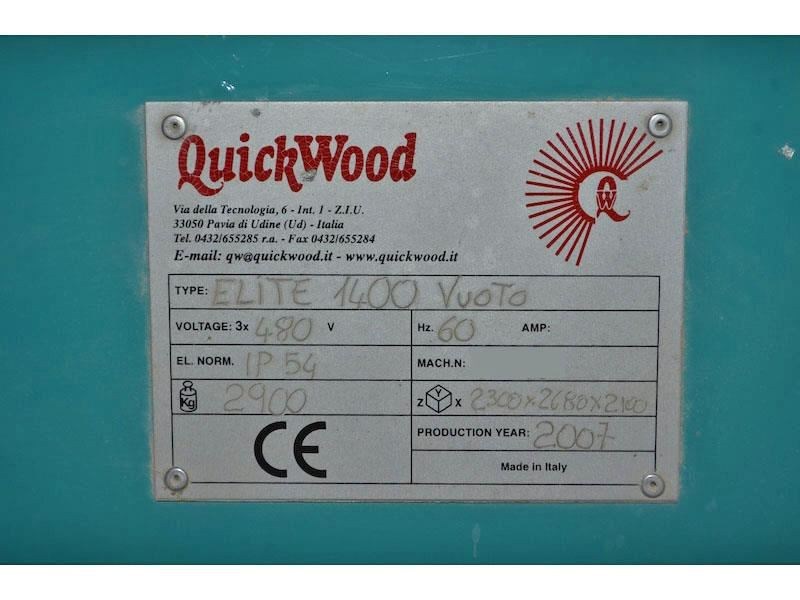 QuickWood
QW
Via della Tecnologia, 6 - Int. 1 - Z.I.U.
33050 Pavia di Udine (Ud) - Italia
Tel. 0432/655285 r.a. - Fax 0432/655284
E-mail: qw@quickwood.it - www.quickwood.it
TYPE: ELITE 1400 VUOTO
VOLTAGE: 3x 480 V
Hz. 60 AMP:
EL. NORM. IP 54
MACH.N:
Kg 2900
Z Y X 2300x2680x2100
CE
PRODUCTION YEAR: 2007
Made in Italy